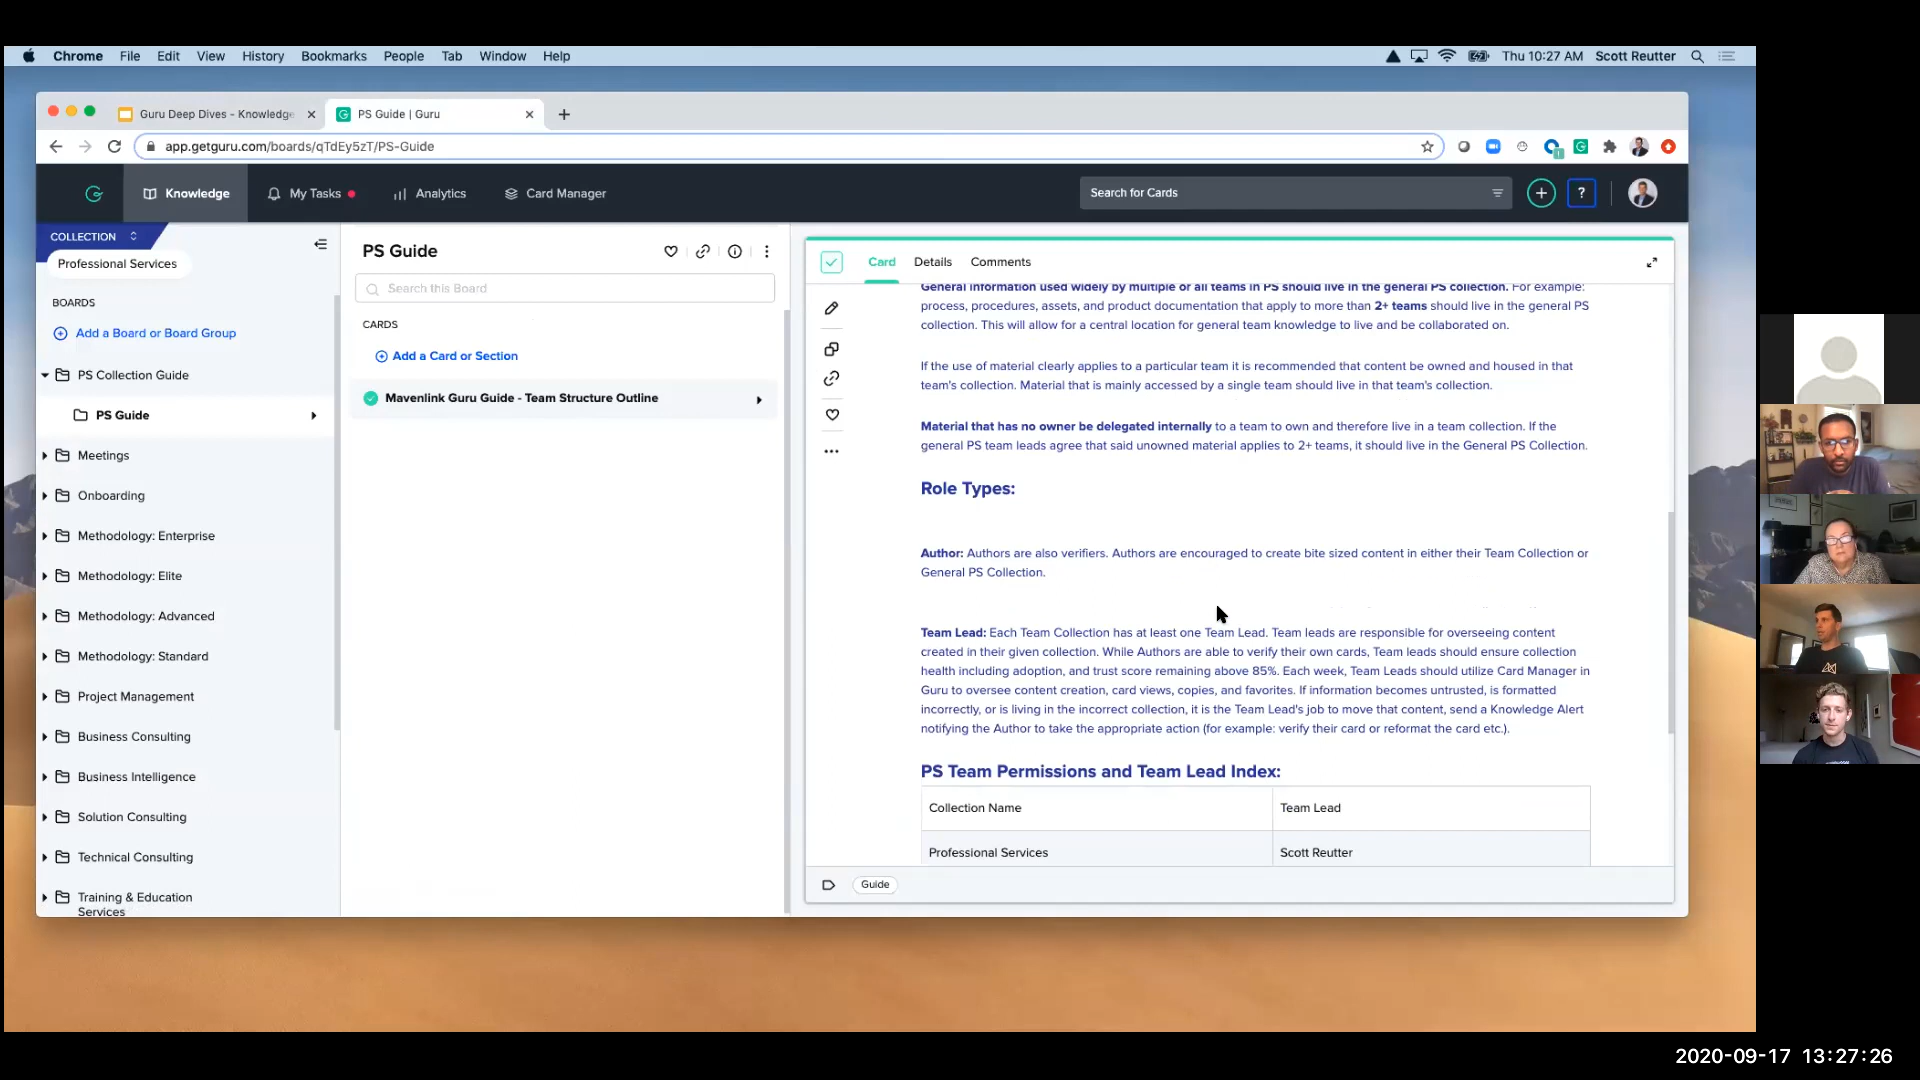 Chrome File Edit View History Bookmarks People Tab Window Help
Thu 10:27 AM Scott Reutter
Guru Deep Dives - Knowledge
PS Guide | Guru
app.getguru.com/boards/qTdEy5zT/PS-Guide
Knowledge
My Tasks
Analytics
Card Manager
Search for Cards
?
COLLECTION
Professional Services
BOARDS
Add a Board or Board Group
PS Collection Guide
PS Guide
Meetings
Onboarding
Methodology: Enterprise
Methodology: Elite
Methodology: Advanced
Methodology: Standard
Project Management
Business Consulting
Business Intelligence
Solution Consulting
Technical Consulting
Training & Education
Services
PS Guide
Search this Board
CARDS
Add a Card or Section
Mavenlink Guru Guide - Team Structure Outline
Card Details Comments
General information used widely by multiple or all teams in PS should live in the general PS collection. For example:
process, procedures, assets, and product documentation that apply to more than 2+ teams should live in the general PS
collection. This will allow for a central location for general team knowledge to live and be collaborated on.
If the use of material clearly applies to a particular team it is recommended that content be owned and housed in that
team's collection. Material that is mainly accessed by a single team should live in that team's collection.
Material that has no owner be delegated internally to a team to own and therefore live in a team collection. If the
general PS team leads agree that said unowned material applies to 2+ teams, it should live in the General PS Collection.
Role Types:
Author: Authors are also verifiers. Authors are encouraged to create bite sized content in either their Team Collection or
General PS Collection.
Team Lead: Each Team Collection has at least one Team Lead. Team leads are responsible for overseeing content
created in their given collection. While Authors are able to verify their own cards, Team leads should ensure collection
health including adoption, and trust score remaining above 85%. Each week, Team Leads should utilize Card Manager in
Guru to oversee content creation, card views, copies, and favorites. If information becomes untrusted, is formatted
incorrectly, or is living in the incorrect collection, it is the Team Lead's job to move that content, send a Knowledge Alert
notifying the Author to take the appropriate action (for example: verify their card or reformat the card etc.).
PS Team Permissions and Team Lead Index:
Collection Name Team Lead
Professional Services Scott Reutter
Guide
2020-09-17 13:27:26